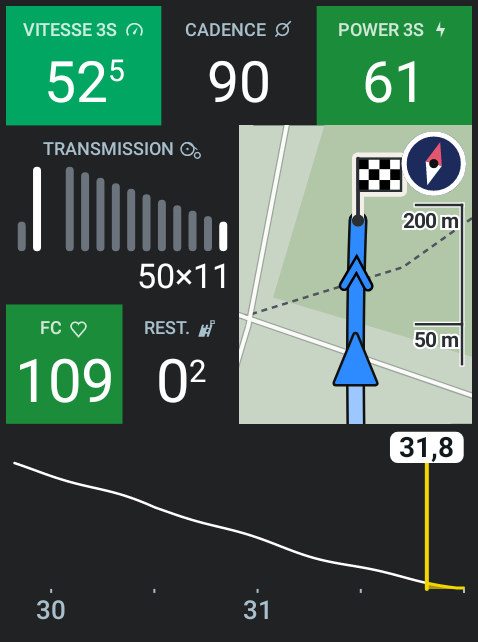 VITESSE 3S
CADENCE
POWER 3S
52⁵
90
61
TRANSMISSION
50×11
200 m
50 m
FC
REST.
109
0²
31,8
30
31